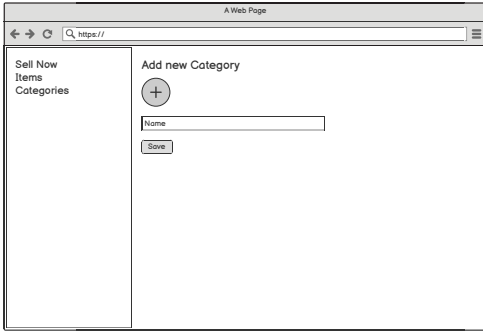 A Web Page
https://
Sell Now
Items
Categories
Add new Category
+
Name
Save